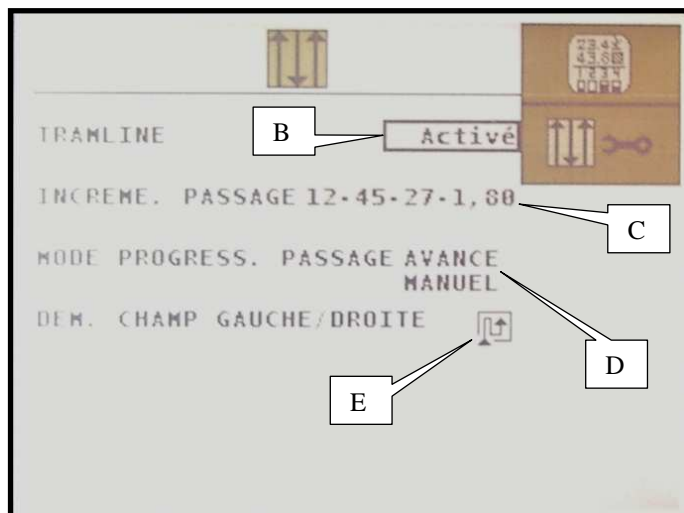 B
TRAMLINE Activé
INCREME. PASSAGE 12-45-27-1,80
C
MODE PROGRESS. PASSAGE AVANCE
MANUEL
DEM. CHAMP GAUCHE/DROITE
D
E